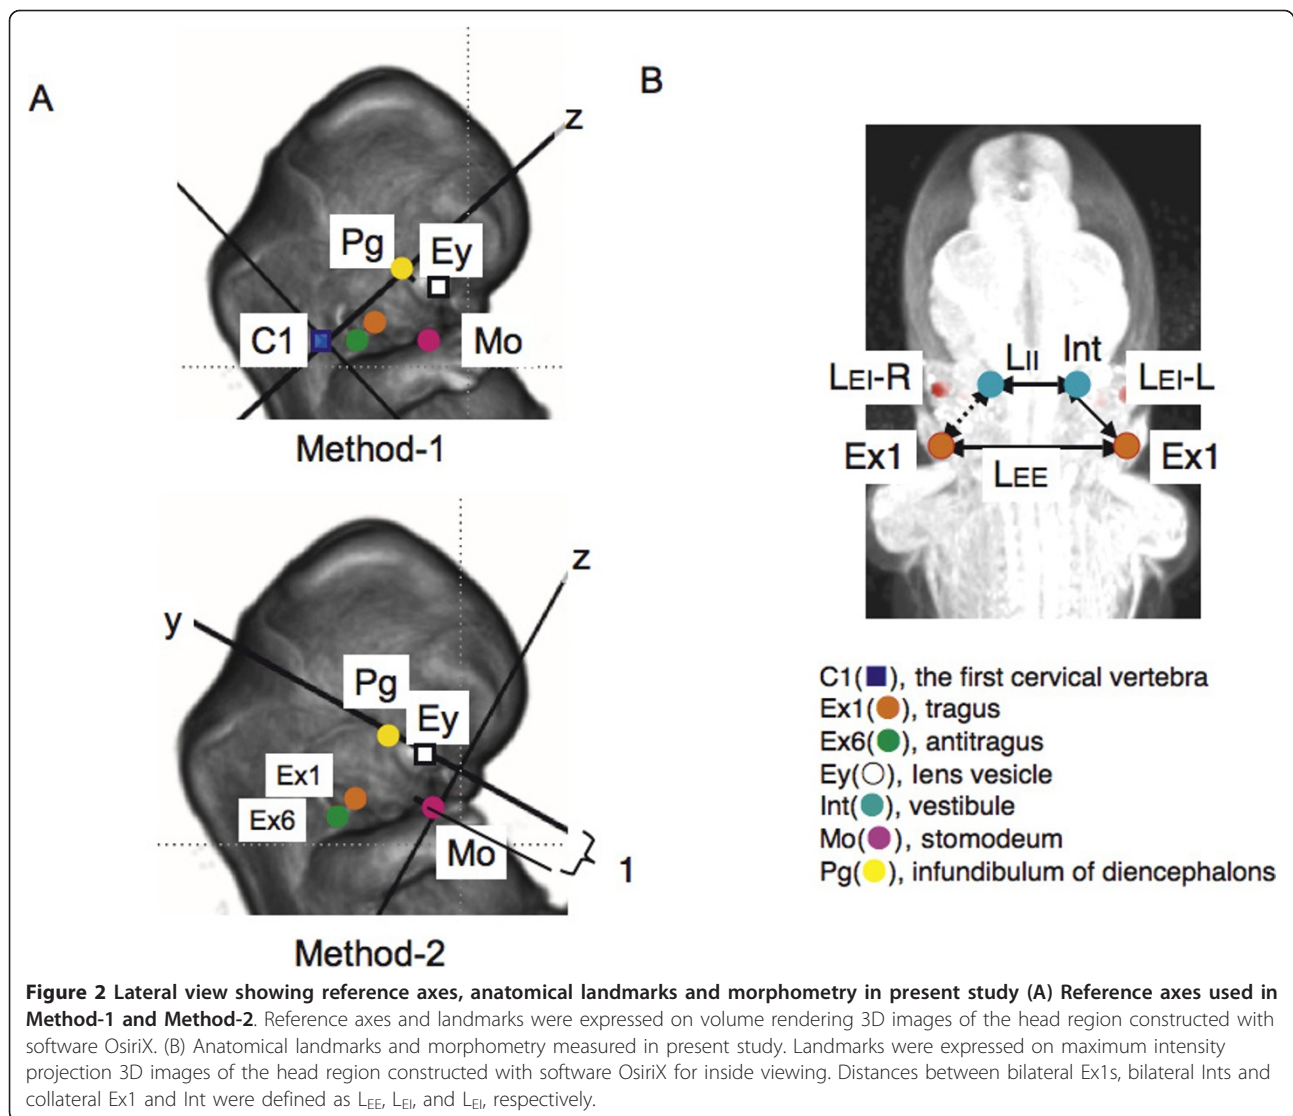 A
z
Pg
Ey
C1
Mo
Method-1
z
y
Pg
Ey
Ex1
Ex6
Mo
1
Method-2
B
LEI-R
LII
Int
LEI-L
Ex1
LEE
Ex1
C1(■), the first cervical vertebra
Ex1(●), tragus
Ex6(●), antitragus
Ey(○), lens vesicle
Int(●), vestibule
Mo(●), stomodeum
Pg(●), infundibulum of diencephalons
Figure 2 Lateral view showing reference axes, anatomical landmarks and morphometry in present study (A) Reference axes used in
Method-1 and Method-2. Reference axes and landmarks were expressed on volume rendering 3D images of the head region constructed with
software OsiriX. (B) Anatomical landmarks and morphometry measured in present study. Landmarks were expressed on maximum intensity
projection 3D images of the head region constructed with software OsiriX for inside viewing. Distances between bilateral Ex1s, bilateral Ints and
collateral Ex1 and Int were defined as LEE, LEI, and LEI, respectively.